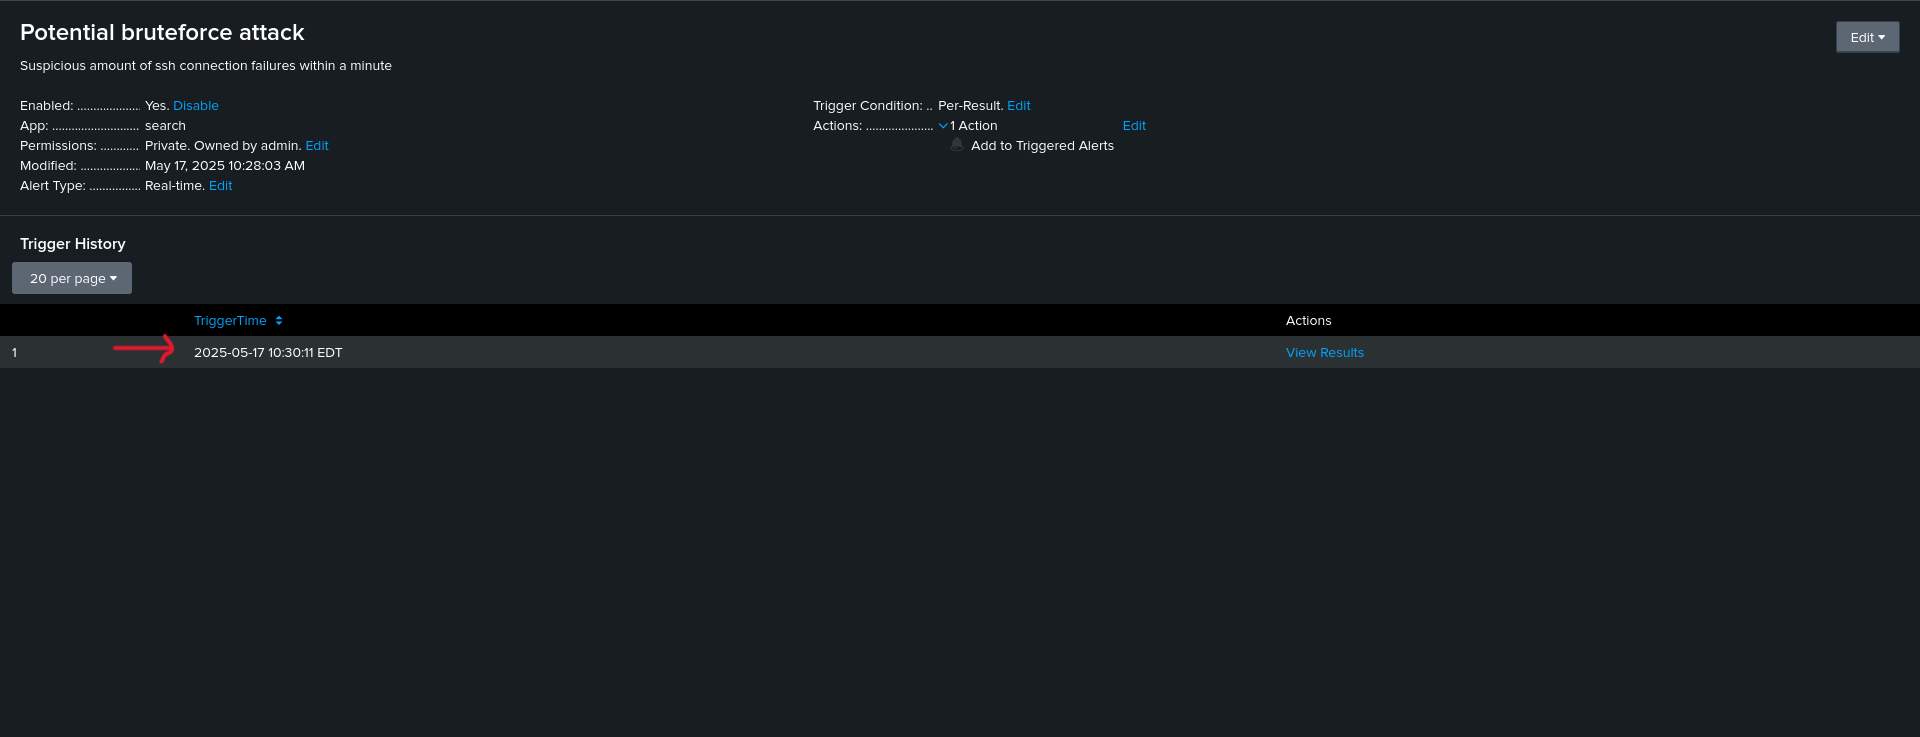 Potential bruteforce attack
Edit
Suspicious amount of ssh connection failures within a minute
Enabled: ................... Yes. Disable
App: ........................... search
Permissions: ............ Private. Owned by admin. Edit
Modified: .................. May 17, 2025 10:28:03 AM
Alert Type: ................ Real-time. Edit
Trigger Condition: .. Per-Result. Edit
Actions: ..................... 1 Action Edit
Add to Triggered Alerts
Trigger History
20 per page
TriggerTime Actions
1 2025-05-17 10:30:11 EDT View Results